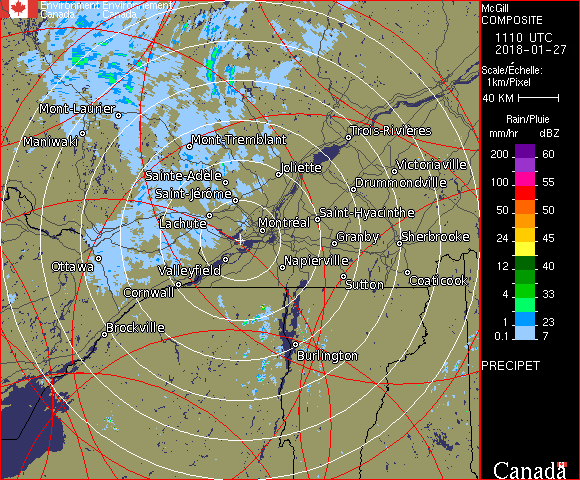 Environment Environnement
Canada Canada
McGill
COMPOSITE
1110 UTC
2018-01-27
Scale/Échelle:
1km/Pixel
40 KM
Rain/Pluie
mm/hr dBZ
200 60
100 55
50 50
24 45
12 40
4 33
1 23
0.1 7
PRECIPET
Canada
Mont-Laurier
Maniwaki
Mont-Tremblant
Trois-Rivières
Sainte-Adèle
Joliette
Victoriaville
Saint-Jérôme
Drummondville
Lachute
Montréal
Saint-Hyacinthe
Granby
Sherbrooke
Ottawa
Valleyfield
Napierville
Cornwall
Sutton
Coaticook
Brockville
Burlington